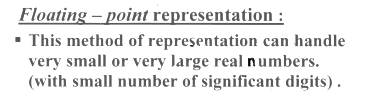 Floating – point representation :
▪ This method of representation can handle
very small or very large real numbers.
(with small number of significant digits) .